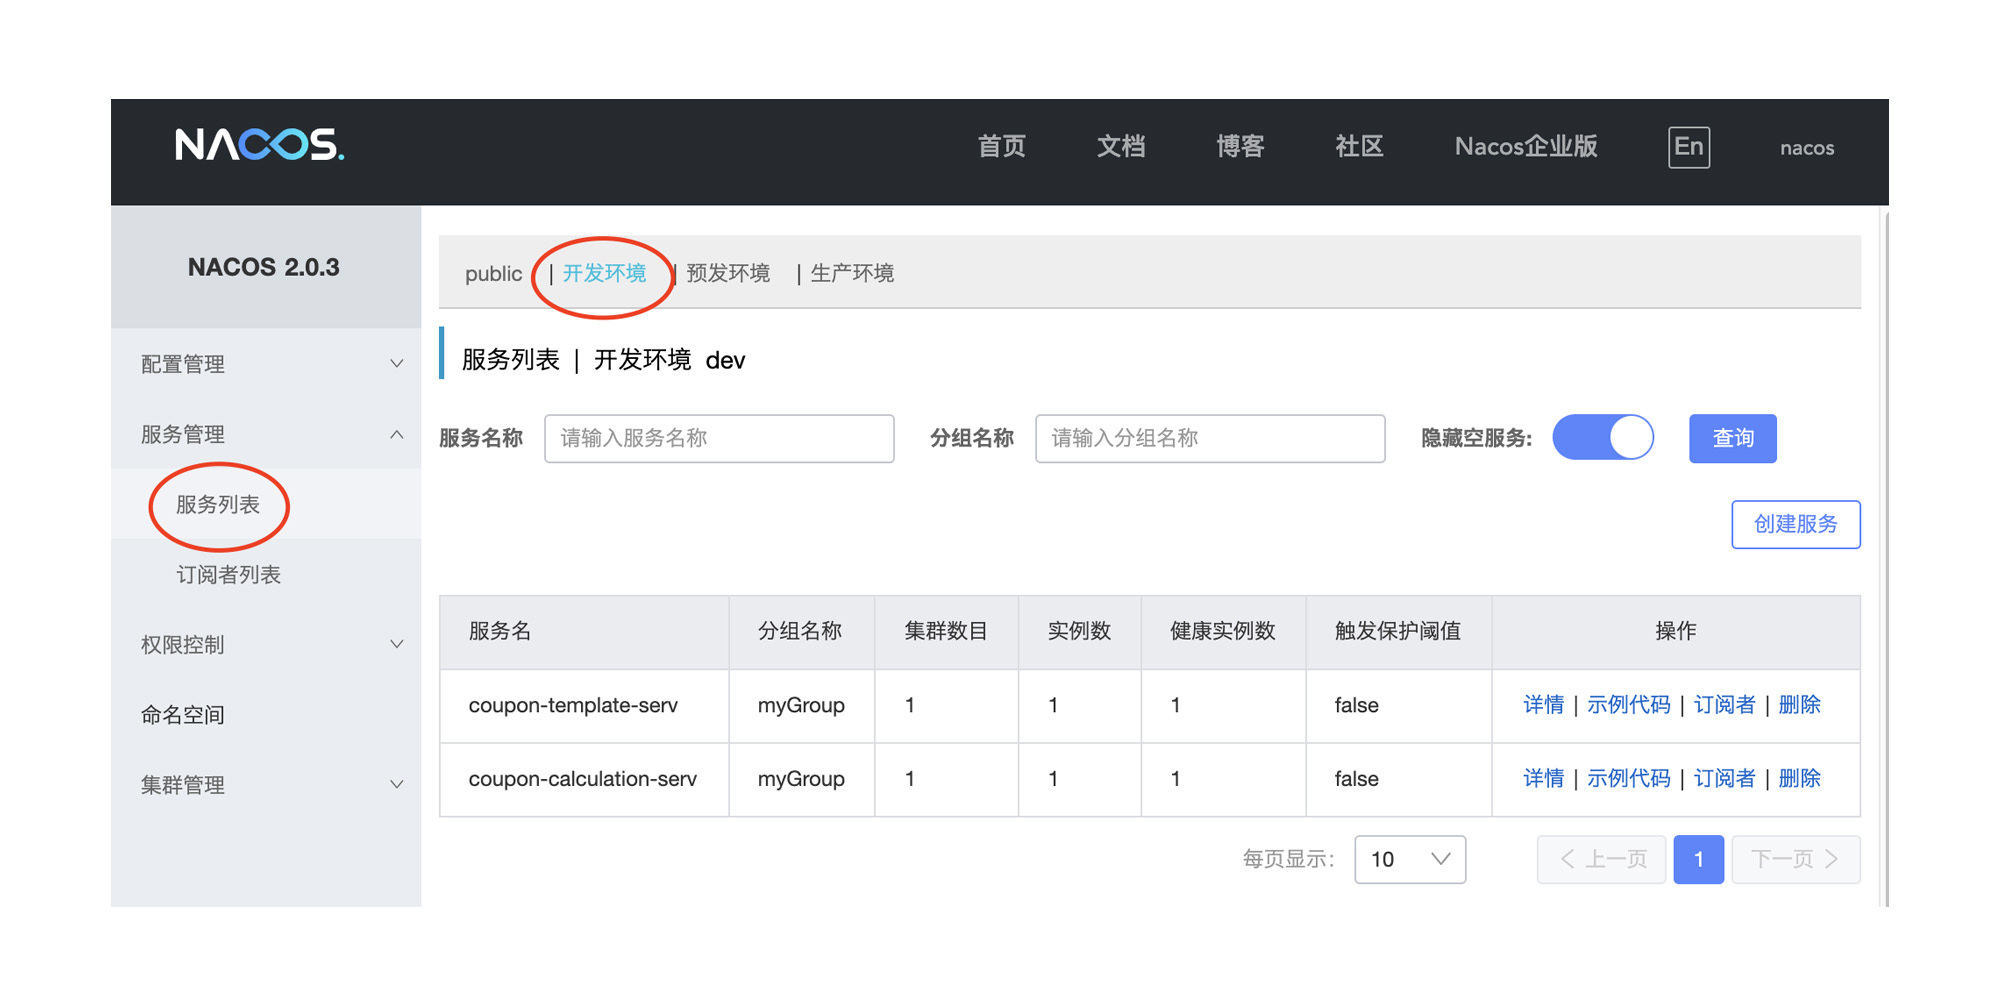 NACOS. 首页 文档 博客 社区 Nacos企业版 En nacos
NACOS 2.0.3
配置管理
服务管理
服务列表
订阅者列表
权限控制
命名空间
集群管理
public | 开发环境 | 预发环境 | 生产环境
服务列表 | 开发环境 dev
服务名称 请输入服务名称 分组名称 请输入分组名称 隐藏空服务: 查询
创建服务
服务名 分组名称 集群数目 实例数 健康实例数 触发保护阈值 操作
coupon-template-serv myGroup 1 1 1 false 详情 | 示例代码 | 订阅者 | 删除
coupon-calculation-serv myGroup 1 1 1 false 详情 | 示例代码 | 订阅者 | 删除
每页显示: 10 上一页 1 下一页